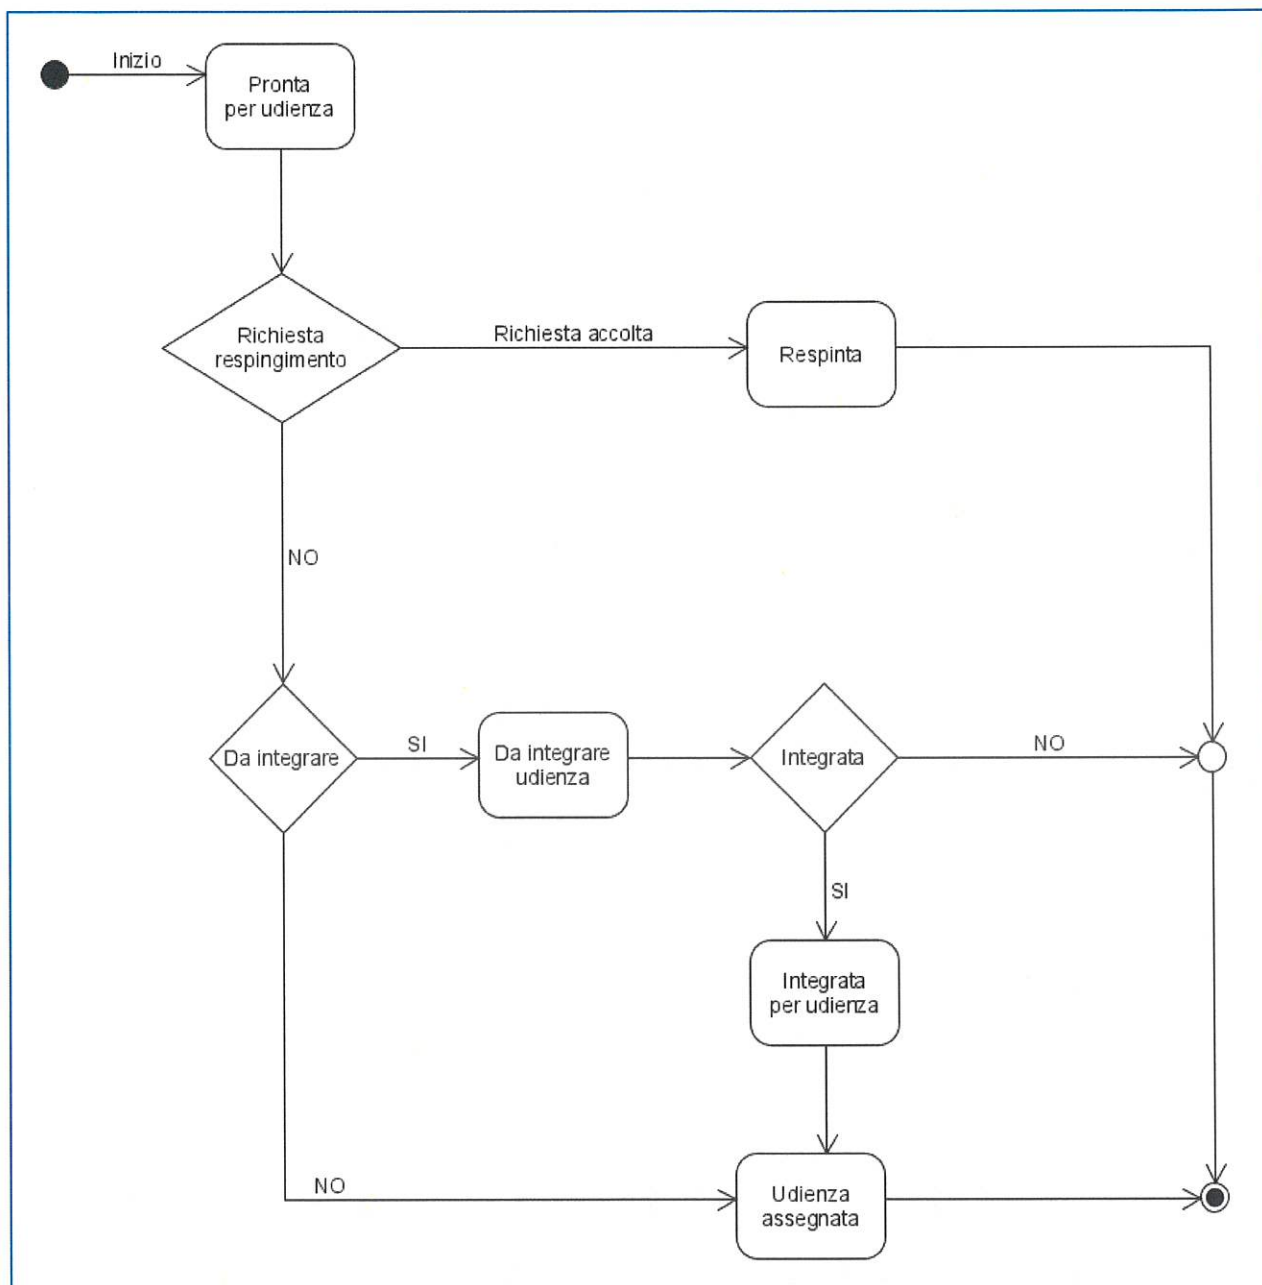 Inizio
Pronta
per udienza
Richiesta
respingimento
Richiesta accolta
Respinta
NO
Da integrare
SI
Da integrare
udienza
Integrata
NO
SI
Integrata
per udienza
NO
Udienza
assegnata